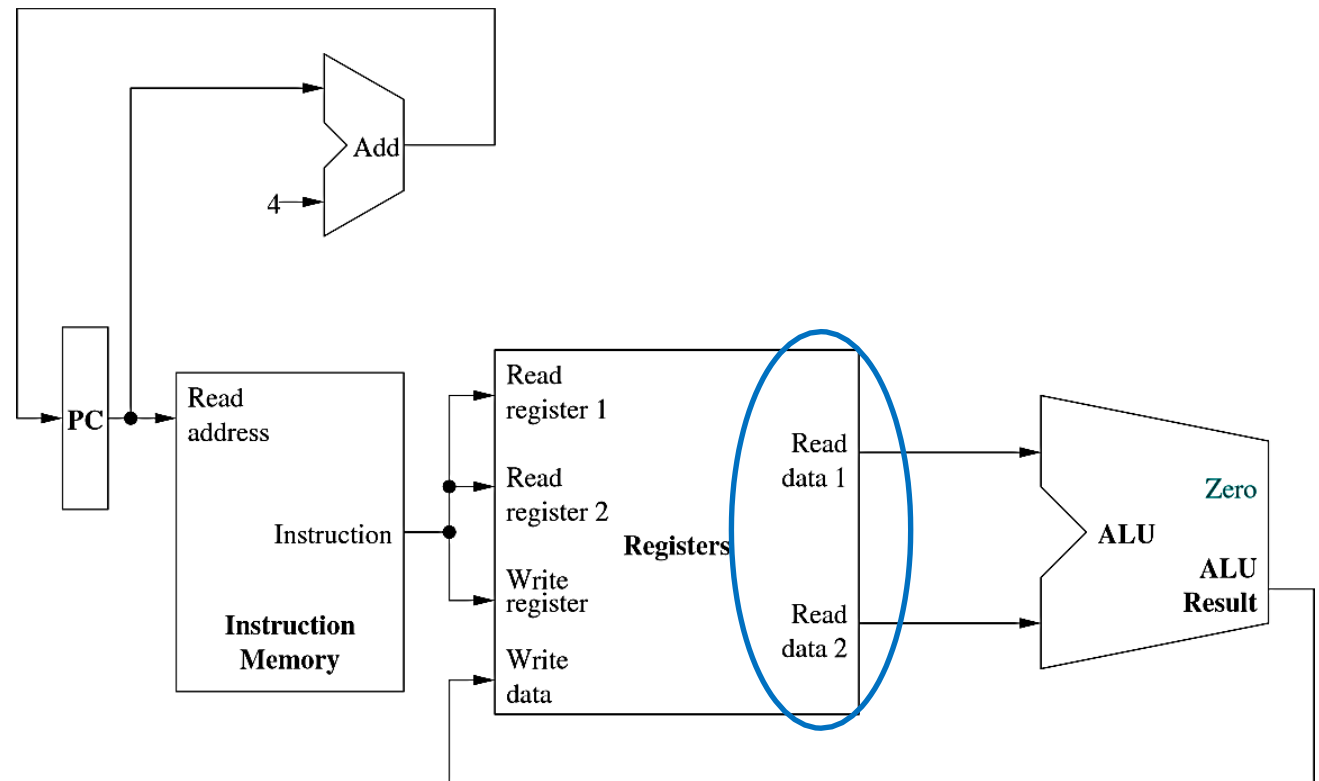 Add
4
PC
Read
address
Instruction
Instruction
Memory
Read
register 1
Read
register 2
Registers
Write
register
Write
data
Read
data 1
Read
data 2
Zero
ALU
ALU
Result